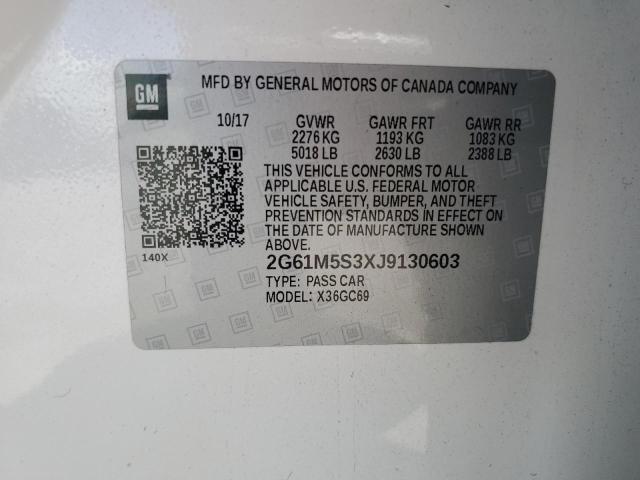 GM
MFD BY GENERAL MOTORS OF CANADA COMPANY
10/17 GVWR GAWR FRT GAWR RR
2276 KG 1193 KG 1083 KG
5018 LB 2630 LB 2388 LB
THIS VEHICLE CONFORMS TO ALL
APPLICABLE U.S. FEDERAL MOTOR
VEHICLE SAFETY, BUMPER, AND THEFT
PREVENTION STANDARDS IN EFFECT ON
THE DATE OF MANUFACTURE SHOWN
ABOVE.
140X
2G61M5S3XJ9130603
TYPE: PASS CAR
MODEL: X36GC69